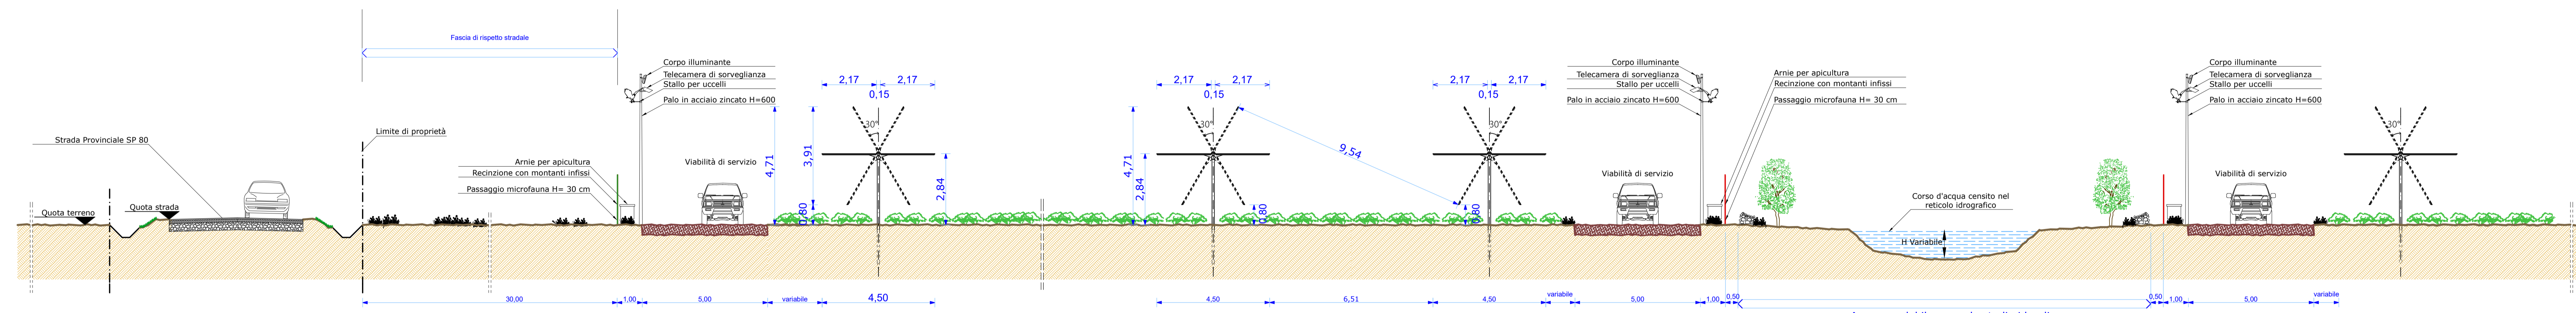 Fascia di rispetto stradale
Strada Provinciale SP 80
Quota terreno
Quota strada
Limite di proprietà
Arnie per apicultura
Recinzione con montanti infissi
Passaggio microfauna H= 30 cm
Corpo illuminante
Telecamera di sorveglianza
Stallo per uccelli
Palo in acciaio zincato H=600
Viabilità di servizio
2,17
2,17
0,15
30°
4,71
3,91
0,80
2,84
2,17
2,17
0,15
30°
4,71
2,84
0,80
9,54
2,17
2,17
0,15
30°
0,80
Viabilità di servizio
Corpo illuminante
Telecamera di sorveglianza
Stallo per uccelli
Palo in acciaio zincato H=600
Arnie per apicultura
Recinzione con montanti infissi
Passaggio microfauna H= 30 cm
Corso d'acqua censito nel
reticolo idrografico
H Variabile
Corpo illuminante
Telecamera di sorveglianza
Stallo per uccelli
Palo in acciaio zincato H=600
Viabilità di servizio
30°
30,00
1,00
5,00
variabile
4,50
4,50
6,51
4,50
variabile
5,00
1,00
0,50
0,50
1,00
5,00
variabile